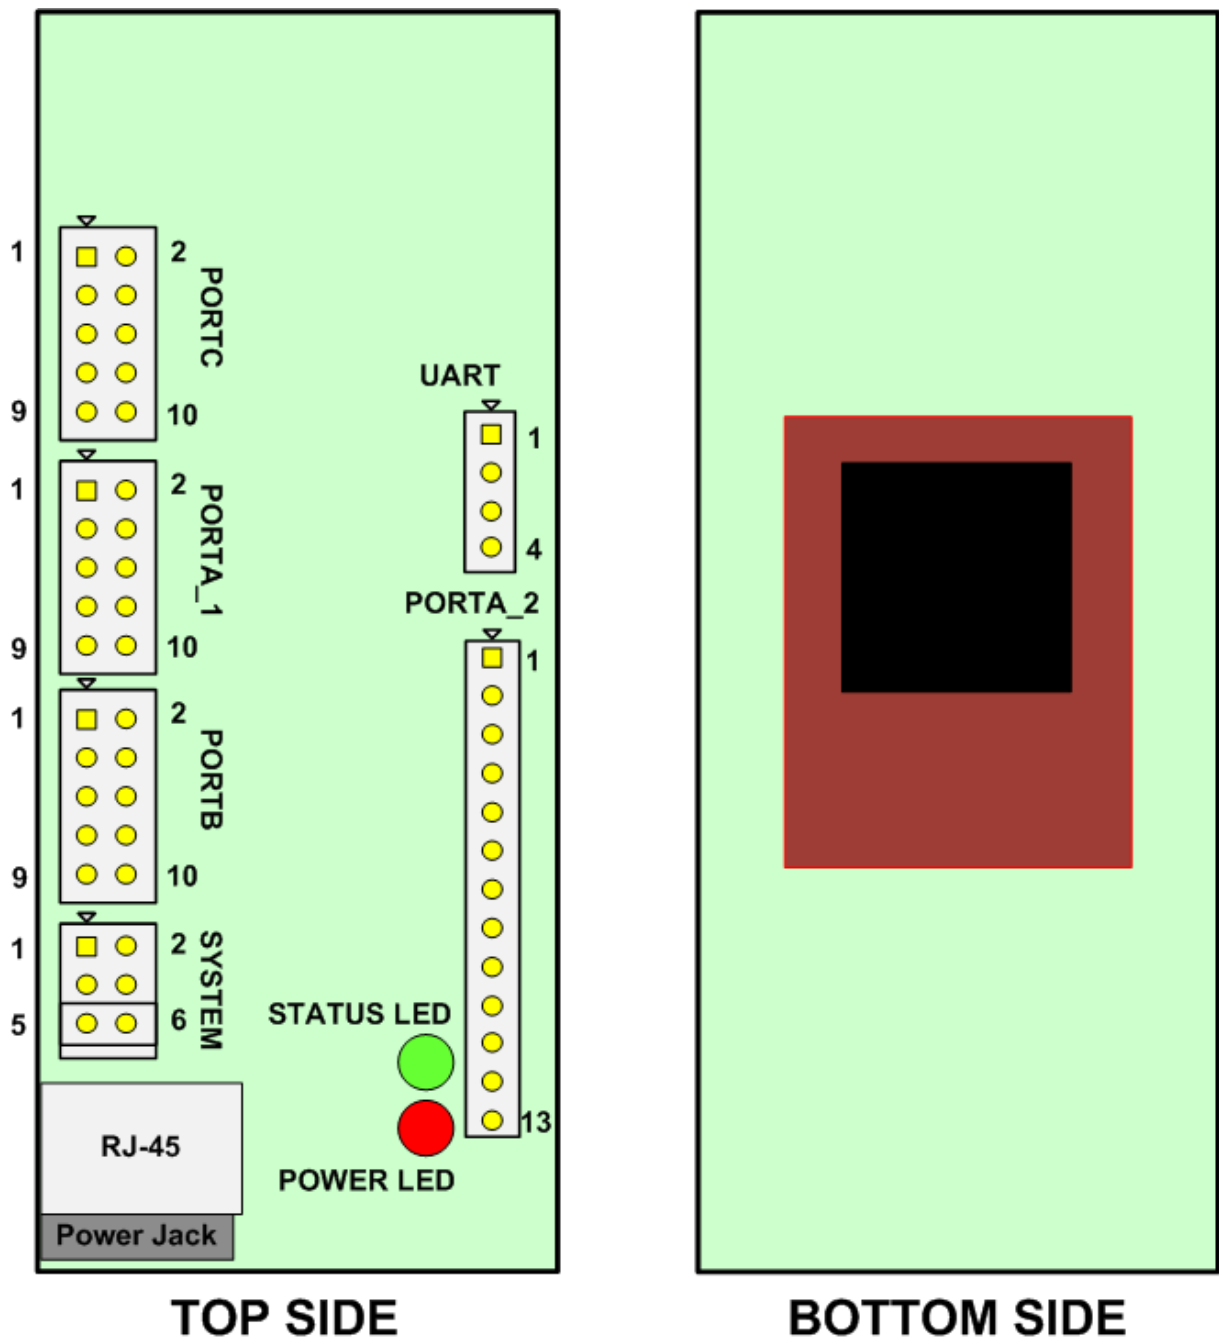 1
2
PORTC
9
10
UART
1
4
1
2
PORTA_1
9
10
PORTA_2
1
13
1
2
PORTB
9
10
1
2
SYSTEM
5
6
STATUS LED
POWER LED
RJ-45
Power Jack
TOP SIDE
BOTTOM SIDE